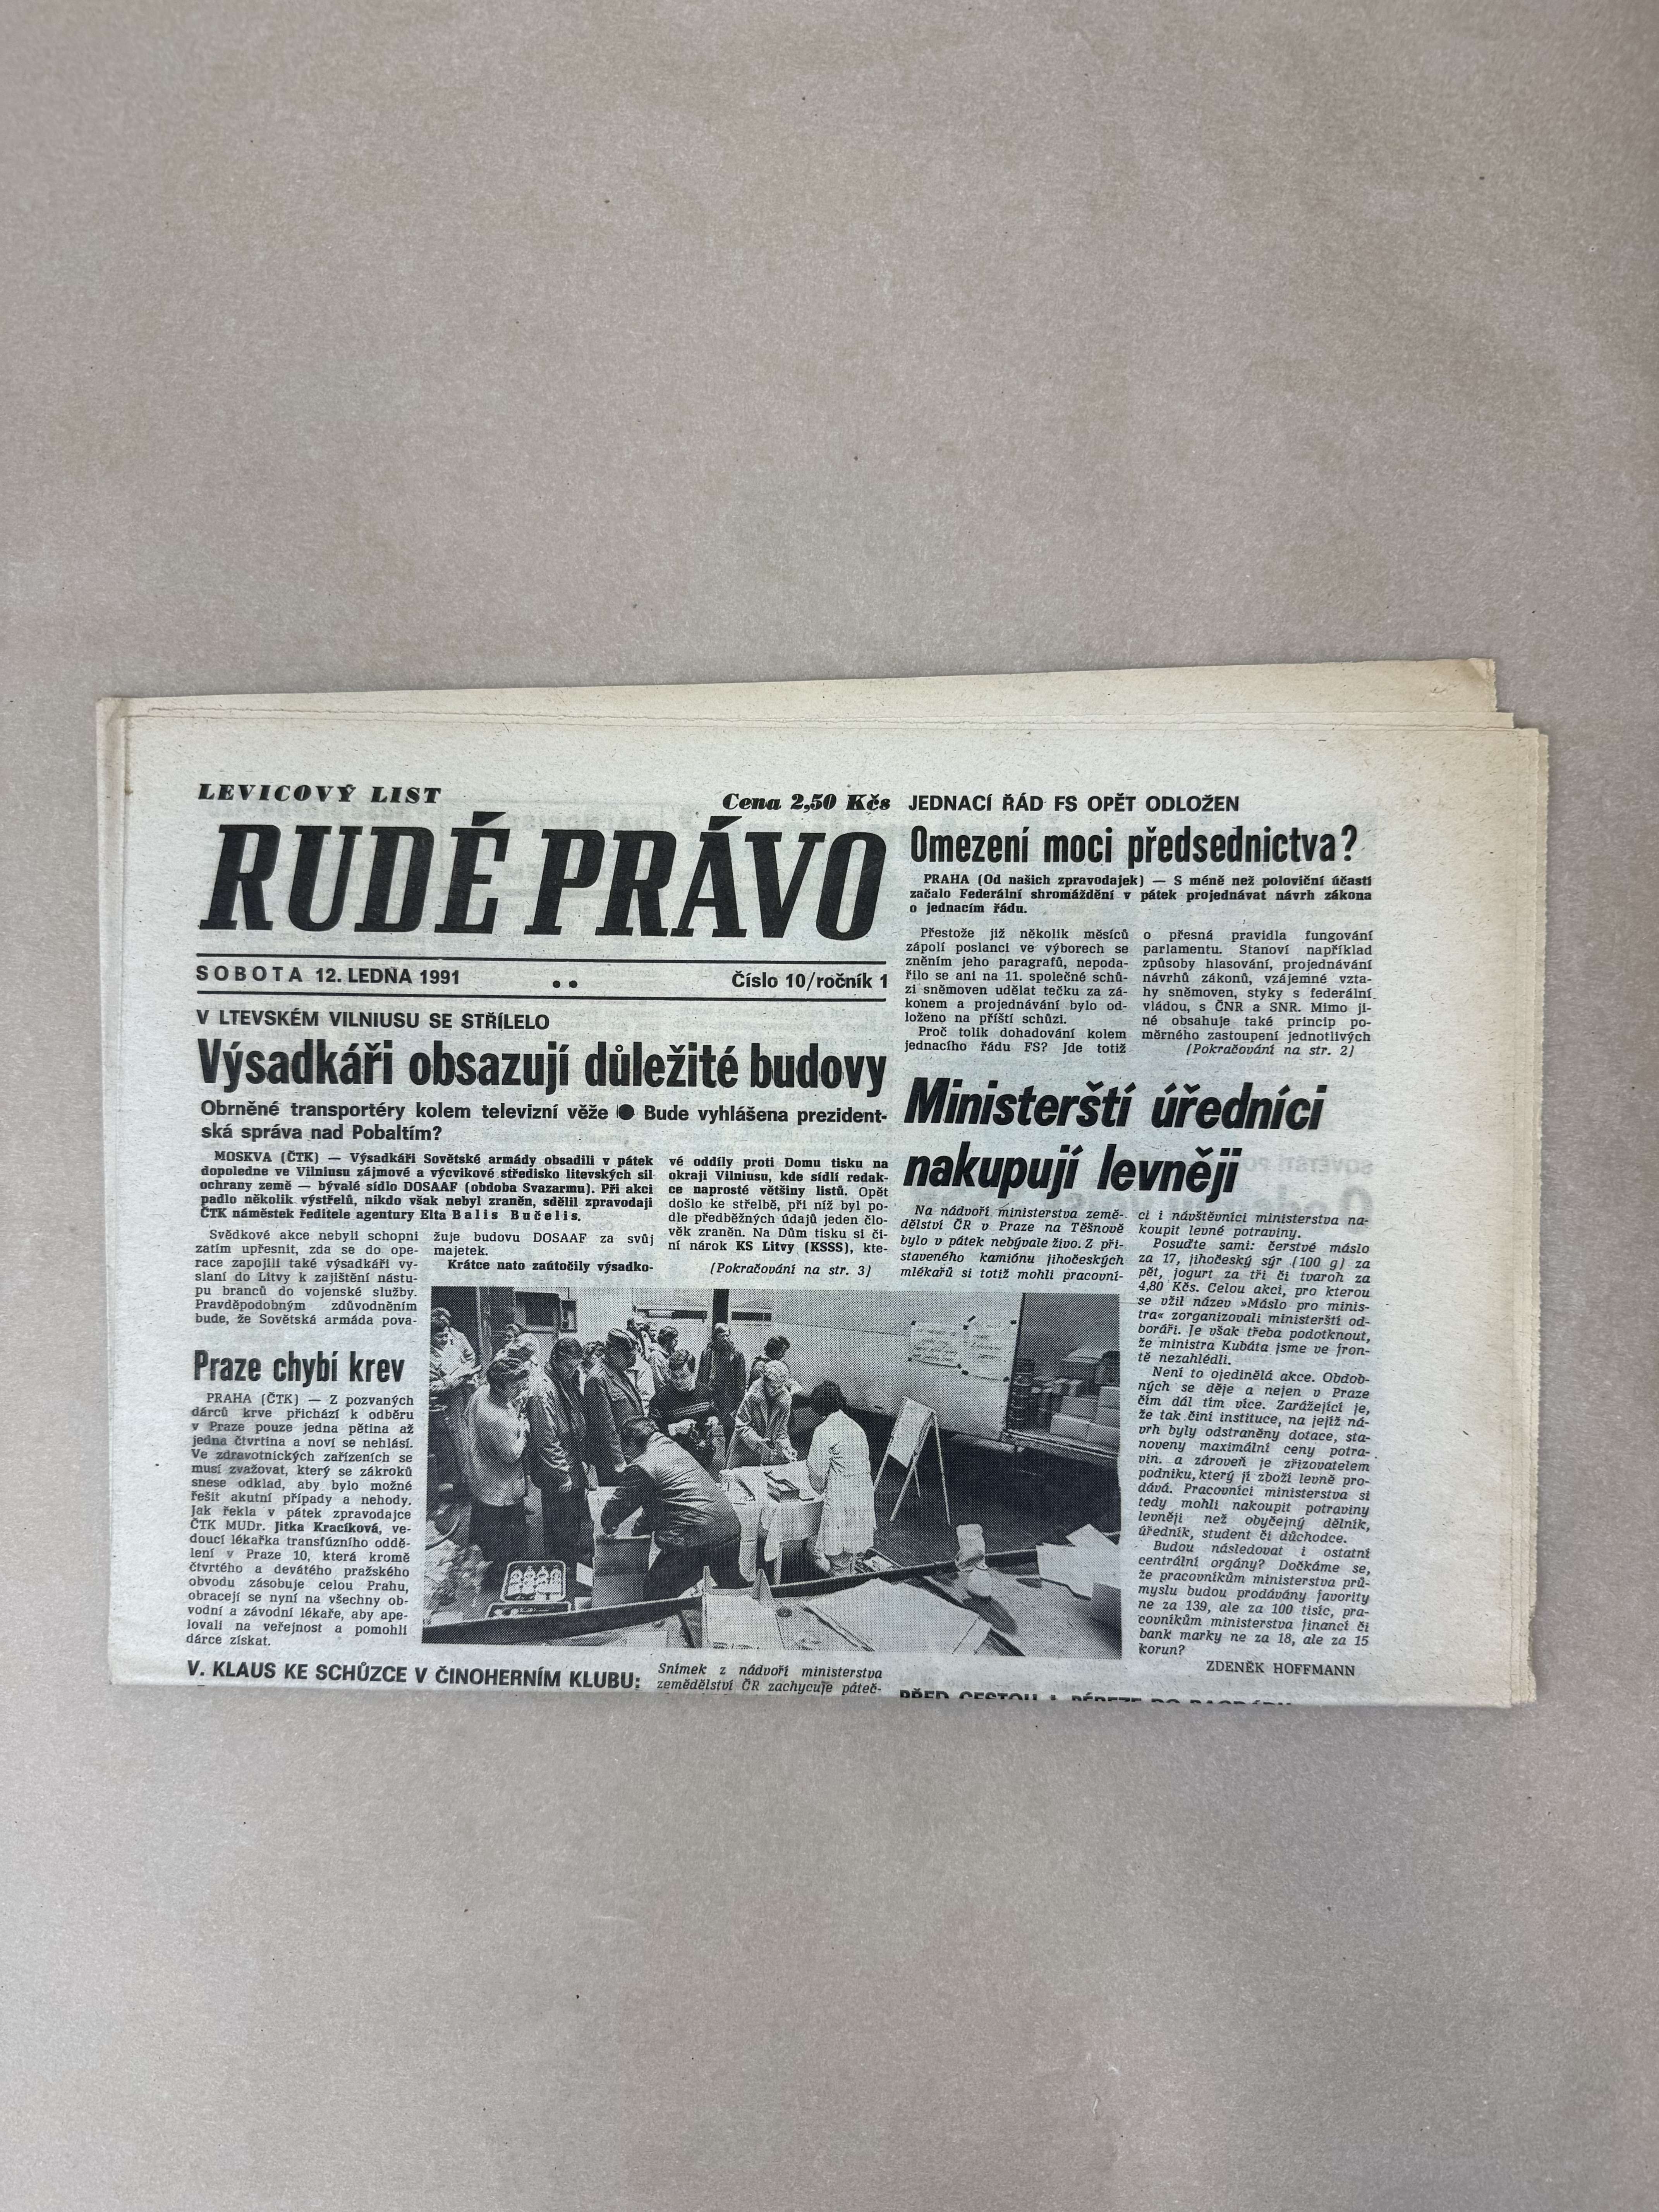 LEVICOVÝ LIST
Cena 2,50 Kčs
RUDÉ PRÁVO
SOBOTA 12. LEDNA 1991
Číslo 10/ročník 1
V LTEVSKÉM VILNIUSU SE STŘÍLELO
Výsadkáři obsazují důležité budovy
Obrněné transportéry kolem televizní věže ● Bude vyhlášena prezident-
ská správa nad Pobaltím?
MOSKVA (ČTK) — Výsadkáři Sovětské armády obsadili v pátek
dopoledne ve Vilniusu zájmové a výcvikové středisko litevských sil
ochrany země — bývalé sídlo DOSAAF (obdoba Svazarmu). Při akci
padlo několik výstřelů, nikdo však nebyl zraněn, sdělil zpravodaji
ČTK náměstek ředitele agentury Elta Balis Bučelis.
Svědkové akce nebyli schopni
zatím upřesnit, zda se do ope-
race zapojili také výsadkáři vy-
slaní do Litvy k zajištění nástu-
pu branců do vojenské služby.
Pravděpodobným zdůvodněním
bude, že Sovětská armáda pova-
žuje budovu DOSAAF za svůj
majetek.
Krátce nato zaútočily výsadko-
vé oddíly proti Domu tisku na
okraji Vilniusu, kde sídlí redak-
ce naprosté většiny listů. Opět
došlo ke střelbě, při níž byl po-
dle předběžných údajů jeden člo-
věk zraněn. Na Dům tisku si či-
ní nárok KS Litvy (KSSS), kte-
(Pokračování na str. 3)
Praze chybí krev
PRAHA (ČTK) — Z pozvaných
dárců krve přichází k odběru
v Praze pouze jedna pětina až
jedna čtvrtina a noví se nehlásí.
Ve zdravotnických zařízeních se
musí zvažovat, který se zákroků
snese odklad, aby bylo možné
řešit akutní případy a nehody.
Jak řekla v pátek zpravodajce
ČTK MUDr. Jitka Kracíková, ve-
doucí lékařka transfúzního oddě-
lení v Praze 10, která kromě
čtvrtého a devátého pražského
obvodu zásobuje celou Prahu,
obracejí se nyní na všechny ob-
vodní a závodní lékaře, aby ape-
lovali na veřejnost a pomohli
dárce získat.
V. KLAUS KE SCHŮZCE V ČINOHERNÍM KLUBU:
Snímek z nádvoří ministerstva
zemědělství ČR zachycuje páteč-
JEDNACÍ ŘÁD FS OPĚT ODLOŽEN
Omezení moci předsednictva?
PRAHA (Od našich zpravodajek) — S méně než poloviční účastí
začalo Federální shromáždění v pátek projednávat návrh zákona
o jednacím řádu.
Přestože již několik měsíců
zápolí poslanci ve výborech se
zněním jeho paragrafů, nepoda-
řilo se ani na 11. společné schů-
zi sněmoven udělat tečku za zá-
konem a projednávání bylo od-
loženo na příští schůzi.
Proč tolik dohadování kolem
jednacího řádu FS? Jde totiž
o přesná pravidla fungování
parlamentu. Stanoví například
způsoby hlasování, projednávání
návrhů zákonů, vzájemné vzta-
hy sněmoven, styky s federální
vládou, s ČNR a SNR. Mimo ji-
né obsahuje také princip po-
měrného zastoupení jednotlivých
(Pokračování na str. 2)
Ministerští úředníci
nakupují levněji
Na nádvoří ministerstva země-
dělství ČR v Praze na Těšnově
bylo v pátek nebývale živo. Z při-
staveného kamiónu jihočeských
mlékařů si totiž mohli pracovní-
ci i návštěvníci ministerstva na-
koupit levné potraviny.
Posuďte sami: čerstvé máslo
za 17, jihočeský sýr (100 g) za
pět, jogurt za tři či tvaroh za
4,80 Kčs. Celou akci, pro kterou
se vžil název »Máslo pro minis-
tra« zorganizovali ministerští od-
boráři. Je však třeba podotknout,
že ministra Kubáta jsme ve fron-
tě nezahlédli.
Není to ojedinělá akce. Obdob-
ných se děje a nejen v Praze
čím dál tím více. Zarážející je,
že tak činí instituce, na jejíž ná-
vrh byly odstraněny dotace, sta-
noveny maximální ceny potra-
vin. a zároveň je zřizovatelem
podniku, který jí zboží levně pro-
dává. Pracovníci ministerstva si
tedy mohli nakoupit potraviny
levněji než obyčejný dělník,
úředník, student či důchodce.
Budou následovat i ostatní
centrální orgány? Dočkáme se,
že pracovníkům ministerstva prů-
myslu budou prodávány favority
ne za 139, ale za 100 tisíc, pra-
covníkům ministerstva financí či
bank marky ne za 18, ale za 15
korun?
ZDENĚK HOFFMANN
PŘED CESTOU